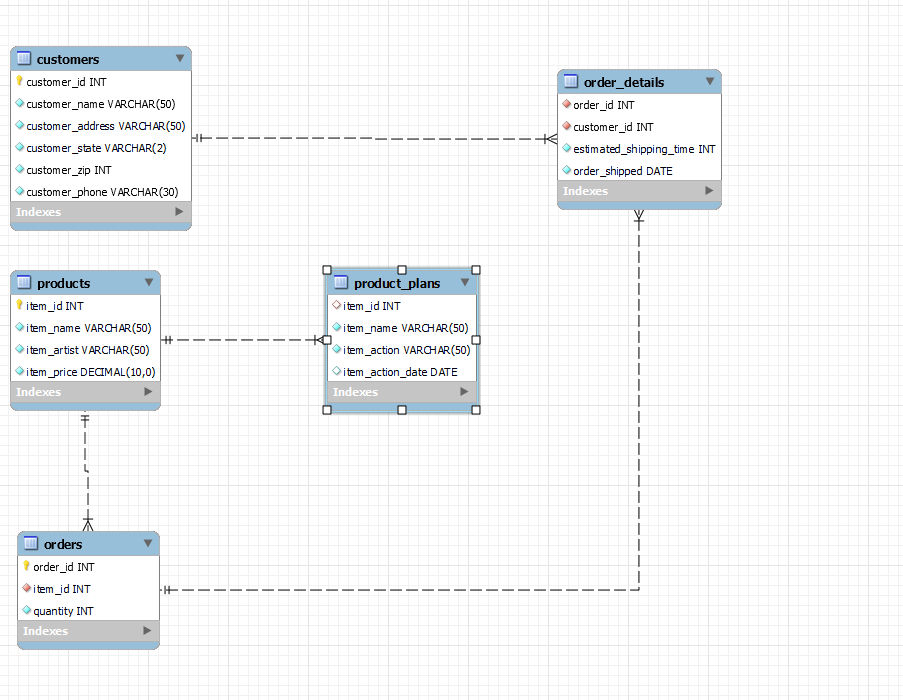 customers
customer_id INT
customer_name VARCHAR(50)
customer_address VARCHAR(50)
customer_state VARCHAR(2)
customer_zip INT
customer_phone VARCHAR(30)
Indexes
order_details
order_id INT
customer_id INT
estimated_shipping_time INT
order_shipped DATE
Indexes
products
item_id INT
item_name VARCHAR(50)
item_artist VARCHAR(50)
item_price DECIMAL(10,0)
Indexes
product_plans
item_id INT
item_name VARCHAR(50)
item_action VARCHAR(50)
item_action_date DATE
Indexes
orders
order_id INT
item_id INT
quantity INT
Indexes